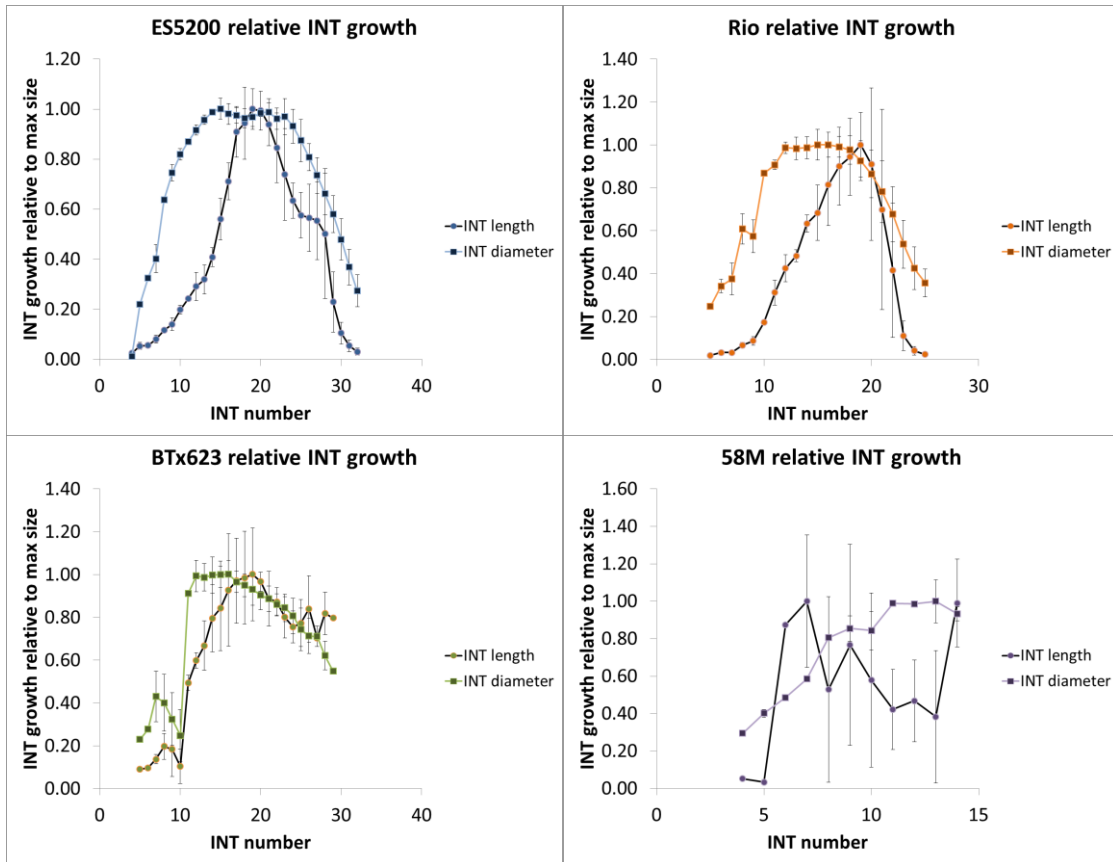 ES5200 relative INT growth
INT growth relative to max size
1.20
1.00
0.80
0.60
0.40
0.20
0.00
0 10 20 30 40
INT number
INT length
INT diameter
Rio relative INT growth
INT growth relative to max size
1.40
1.20
1.00
0.80
0.60
0.40
0.20
0.00
0 10 20 30
INT number
INT length
INT diameter
BTx623 relative INT growth
INT growth relative to max size
1.40
1.20
1.00
0.80
0.60
0.40
0.20
0.00
0 10 20 30 40
INT number
INT length
INT diameter
58M relative INT growth
INT growth relative to max size
1.60
1.40
1.20
1.00
0.80
0.60
0.40
0.20
0.00
0 5 10 15
INT number
INT length
INT diameter